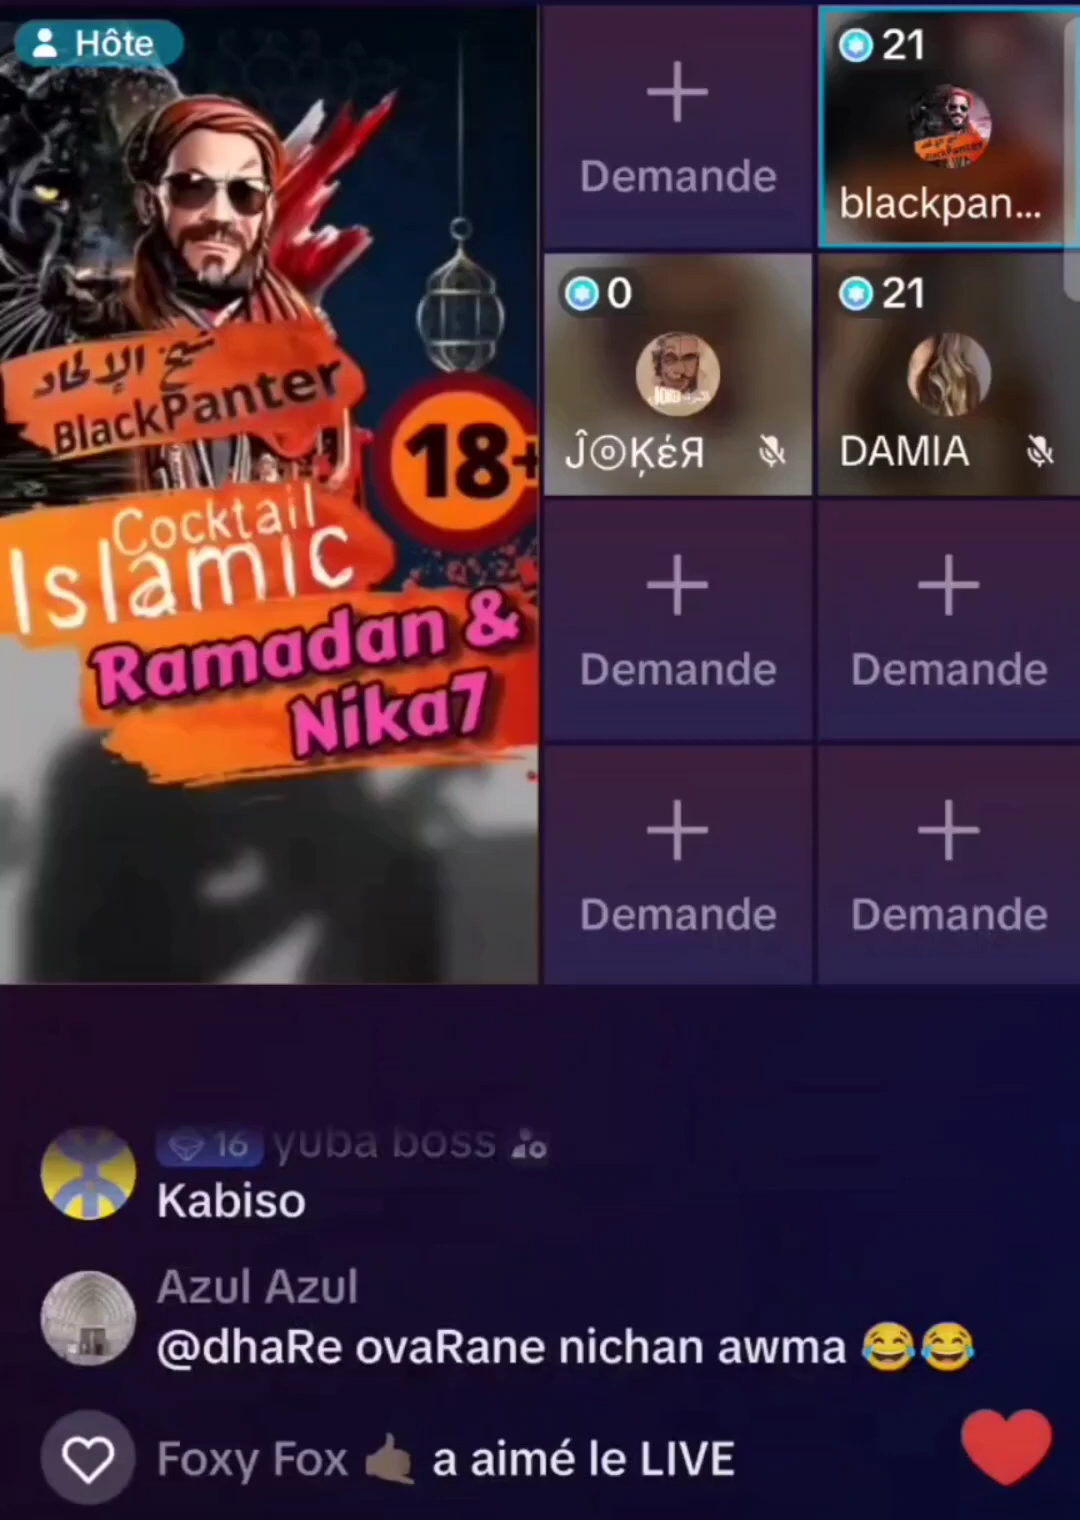 Hôte
شيخ الإلحاد
BlackPanter
18+
Cocktail
Islamic
Ramadan &
Nika7
Demande
21
blackpan...
0
ĴⓞĶέЯ
21
DAMIA
Demande
Demande
Demande
Demande
16 yuba boss
Kabiso
Azul Azul
@dhaRe ovaRane nichan awma 😂😂
Foxy Fox 🤙 a aimé le LIVE